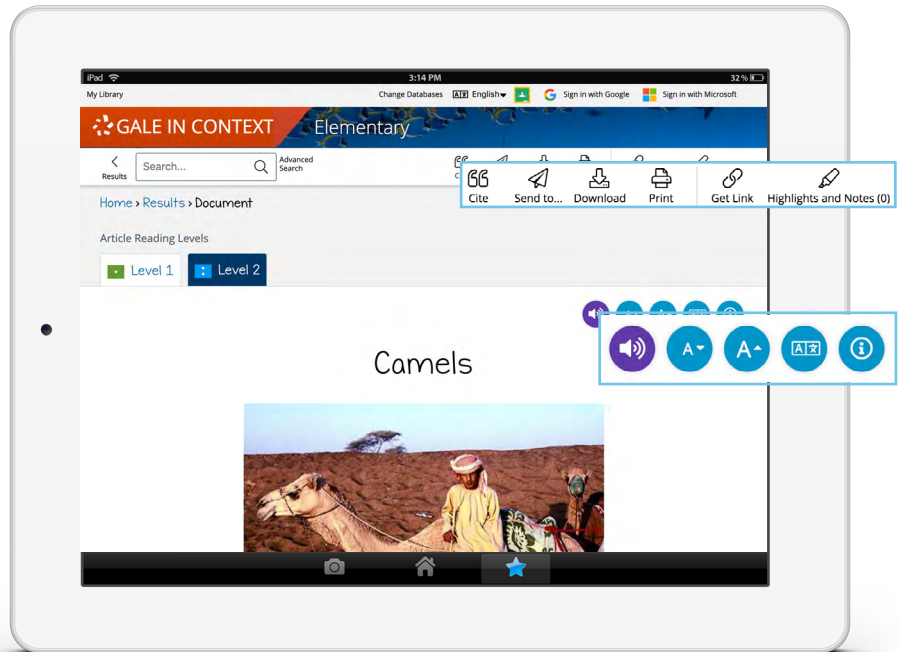 iPad 3:14 PM 32 %
My Library Change Databases English Sign in with Google Sign in with Microsoft
GALE IN CONTEXT Elementary
Results Search... Advanced Search
Cite Send to... Download Print Get Link Highlights and Notes (0)
Home › Results › Document
Article Reading Levels
Level 1 Level 2
A A A文 i
Camels